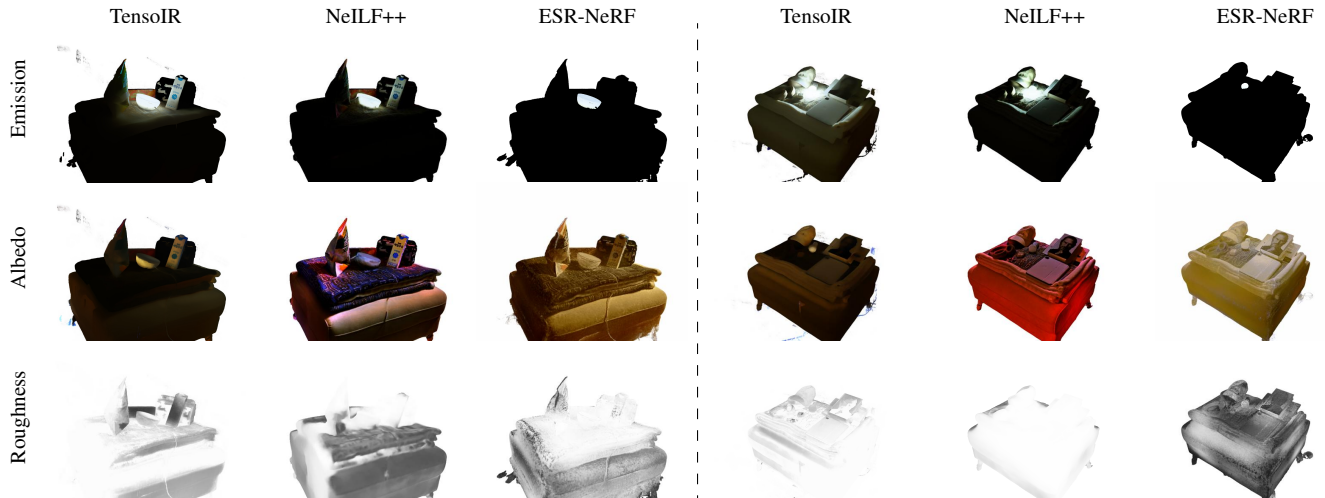 TensoIR NeILF++ ESR-NeRF TensoIR NeILF++ ESR-NeRF
Emission
Albedo
Roughness